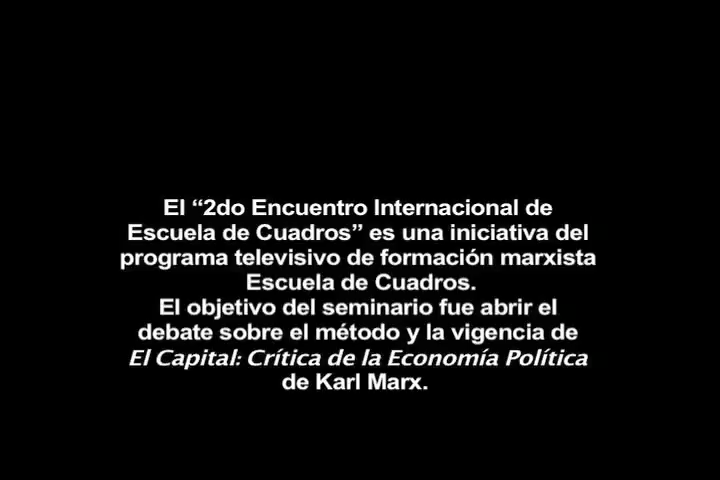 El “2do Encuentro Internacional de
Escuela de Cuadros” es una iniciativa del
programa televisivo de formación marxista
Escuela de Cuadros.
El objetivo del seminario fue abrir el
debate sobre el método y la vigencia de
El Capital: Crítica de la Economía Política
de Karl Marx.